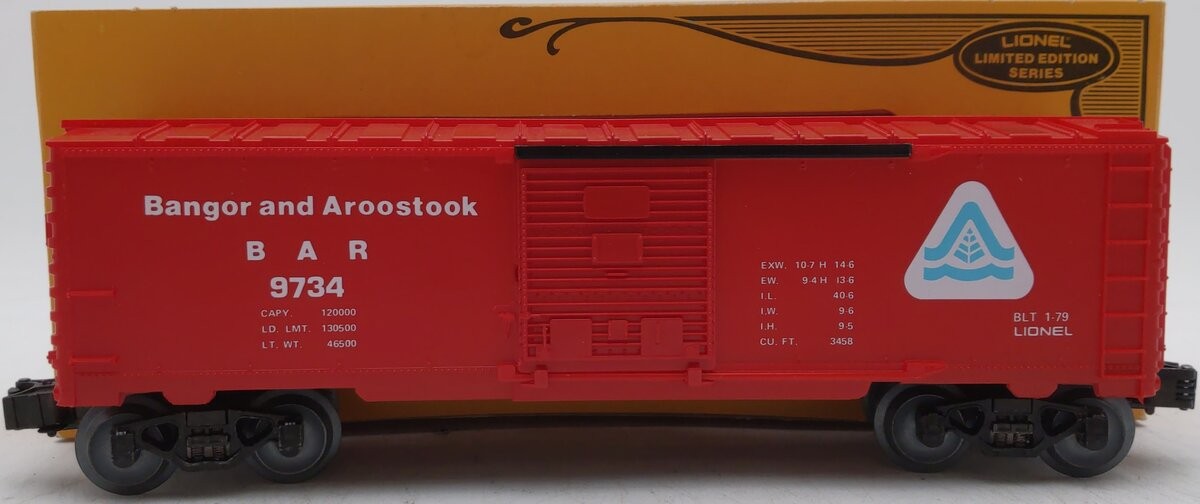 LIONEL
LIMITED EDITION
SERIES
Bangor and Aroostook
B A R
9734
CAPY. 120000
LD. LMT. 130500
LT. WT. 46500
EXW. 10-7 H 14-6
EW. 9-4 H 13-6
I.L. 40-6
I.W. 9-6
I.H. 9-5
CU. FT. 3458
BLT 1-79
LIONEL